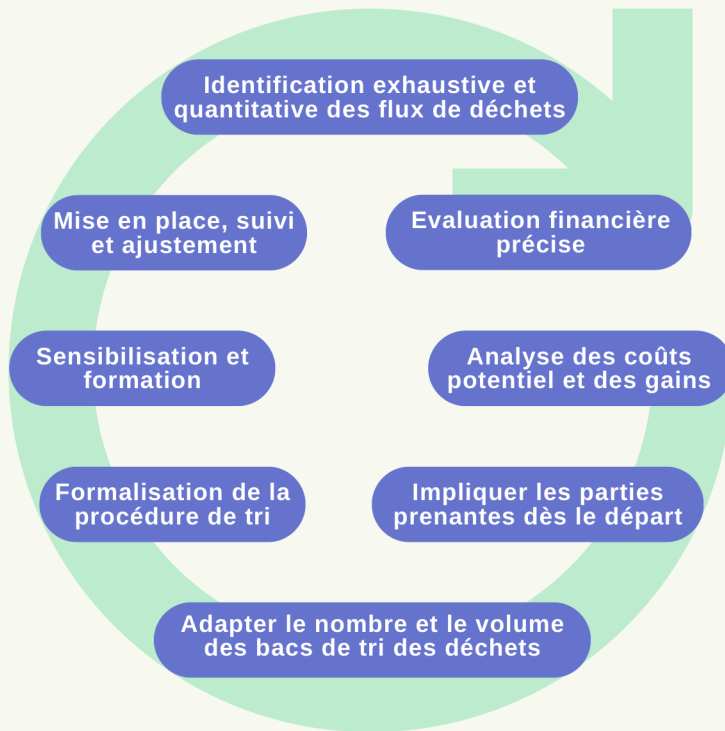 Identification exhaustive et
quantitative des flux de déchets
Evaluation financière
précise
Analyse des coûts
potentiel et des gains
Impliquer les parties
prenantes dès le départ
Adapter le nombre et le volume
des bacs de tri des déchets
Formalisation de la
procédure de tri
Sensibilisation et
formation
Mise en place, suivi
et ajustement